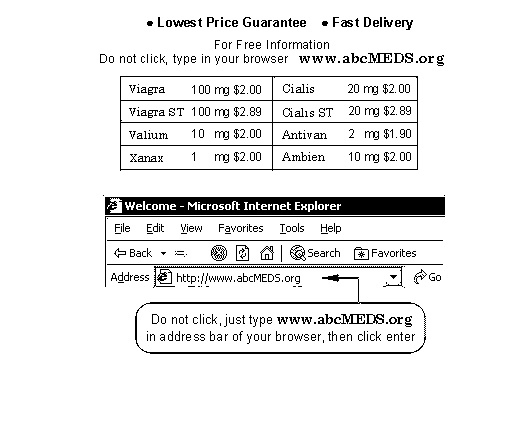 ● Lowest Price Guarantee ● Fast Delivery
For Free Information
Do not click, type in your browser www.abcMEDS.org
Viagra 100 mg $2.00 Cialis 20 mg $2.00
Viagra ST 100 mg $2.89 Cialis ST 20 mg $2.89
Valium 10 mg $2.00 Antivan 2 mg $1.90
Xanax 1 mg $2.00 Ambien 10 mg $2.00
Welcome - Microsoft Internet Explorer
File Edit View Favorites Tools Help
Back Search Favorites
Address http://www.abcMEDS.org Go
Do not click, just type www.abcMEDS.org
in address bar of your browser, then click enter